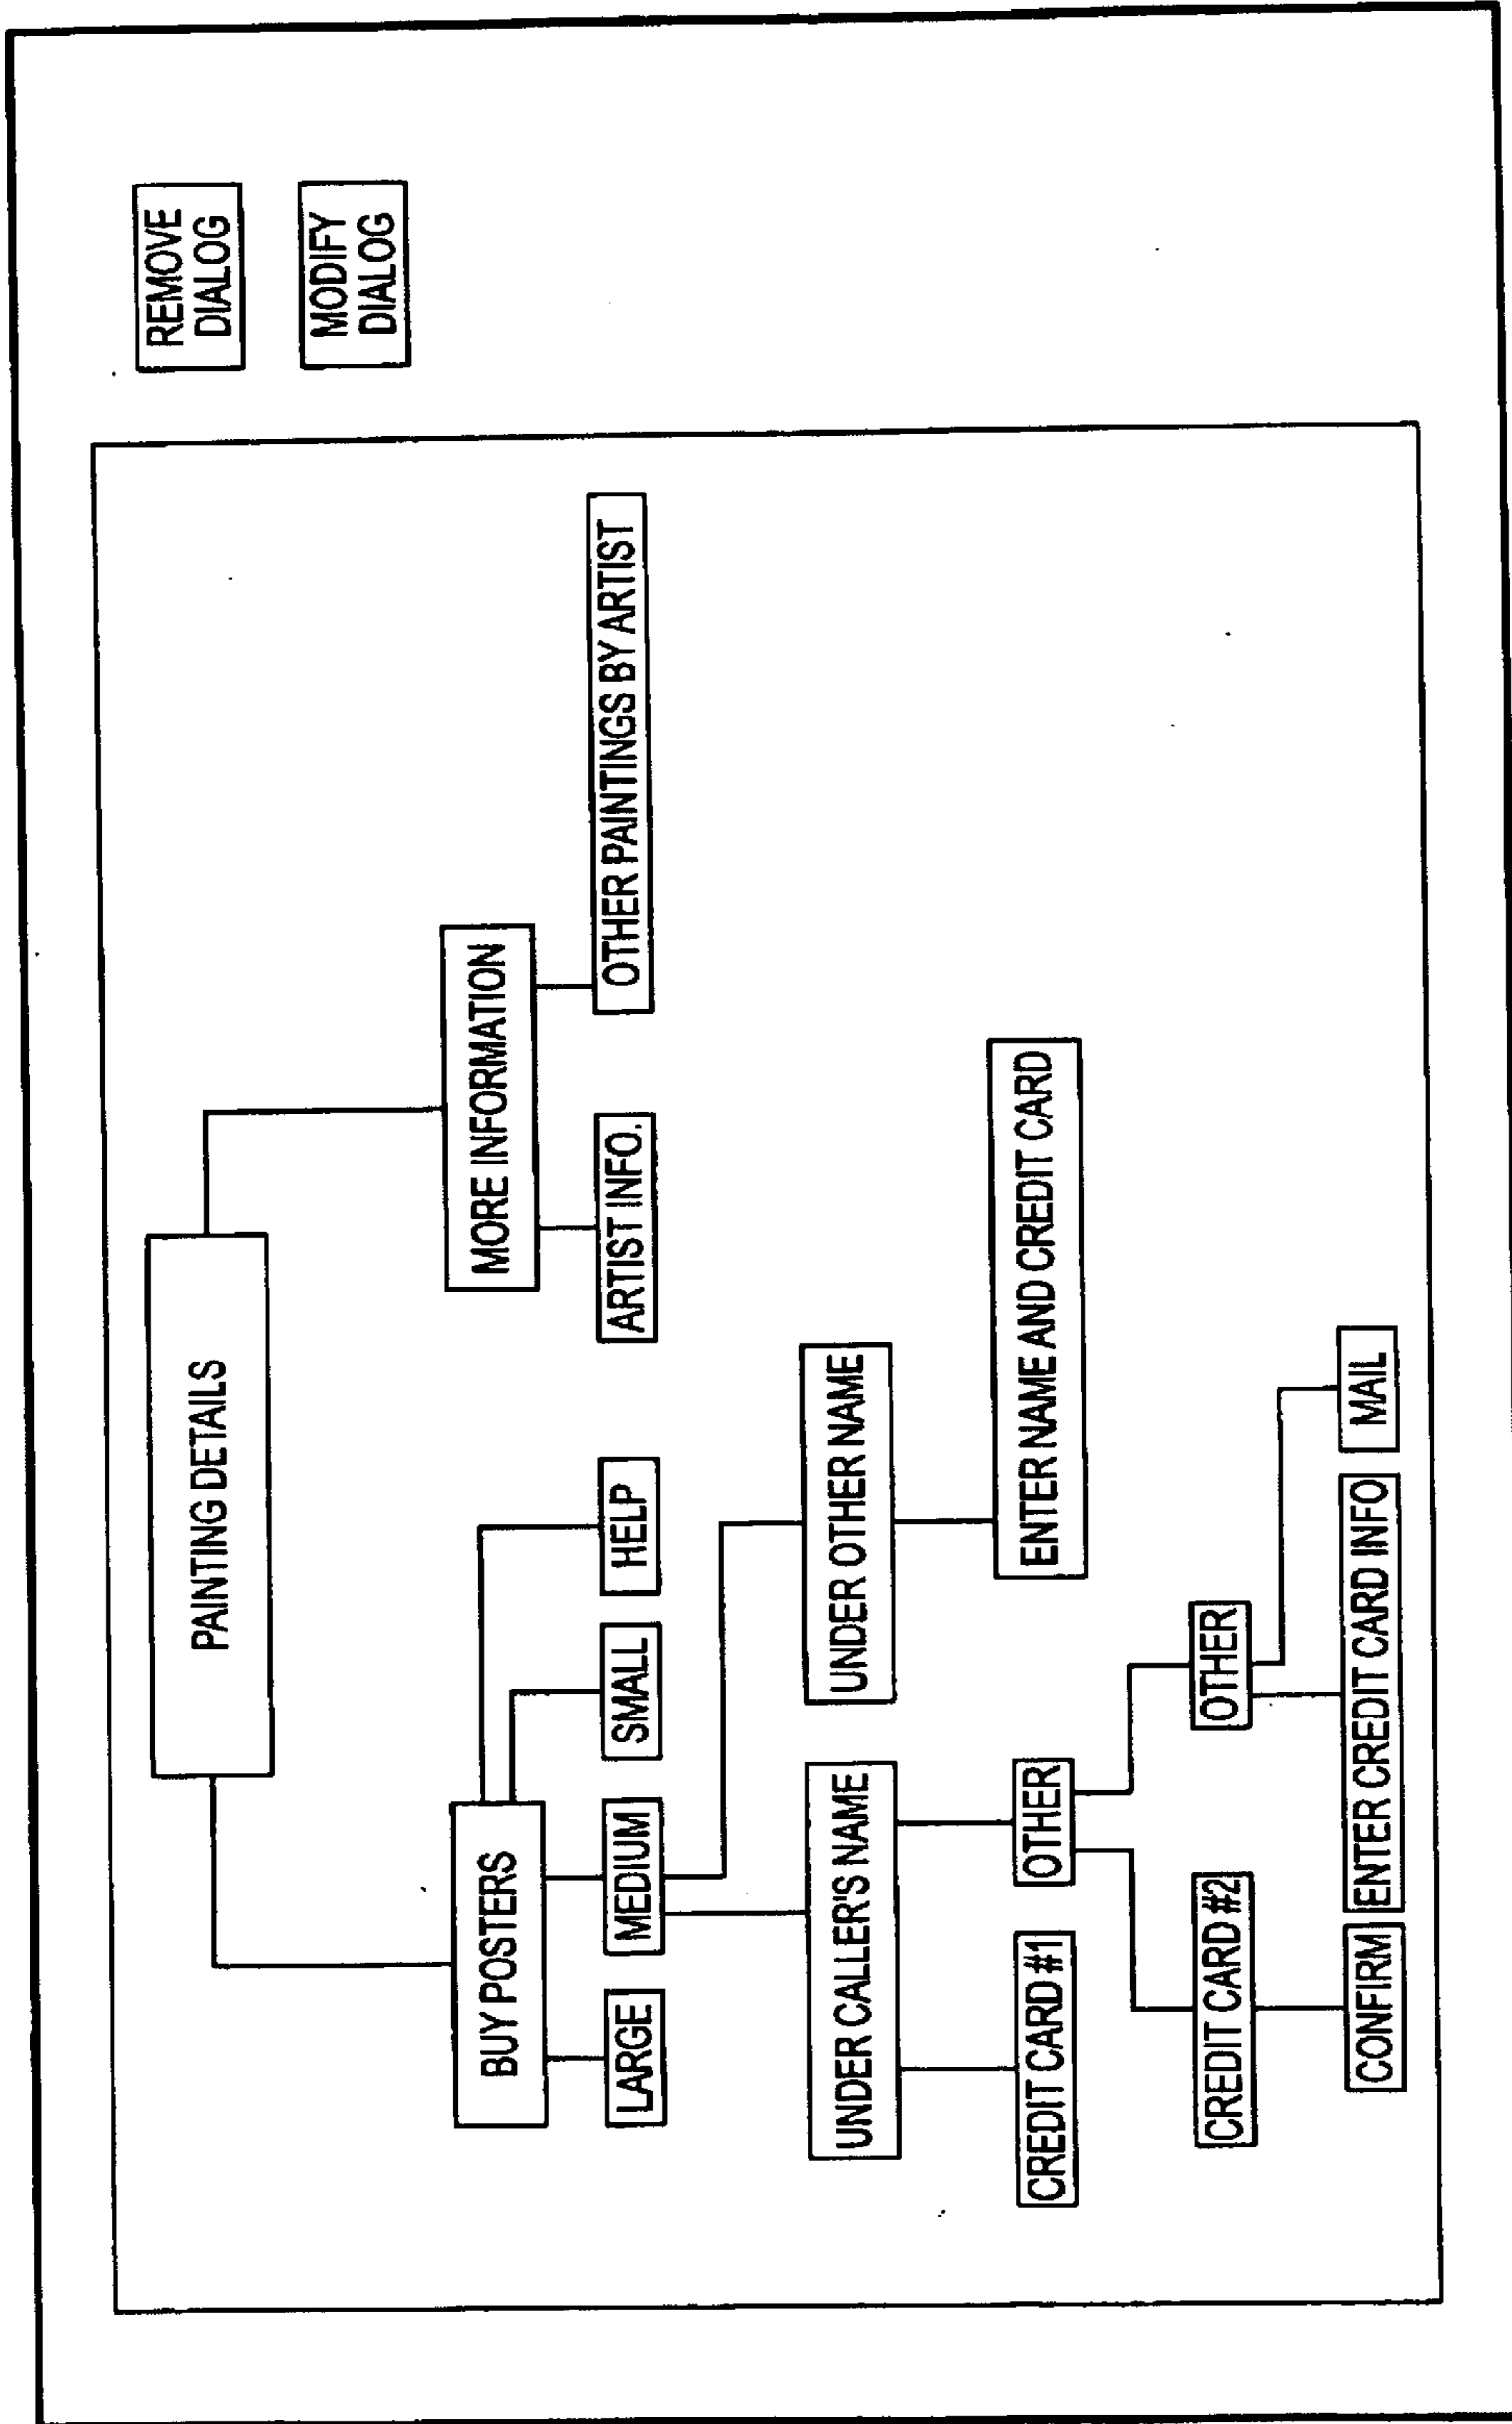 PAINTING DETAILS
REMOVE
DIALOG
MODIFY
DIALOG
BUY POSTERS
MORE INFORMATION
LARGE
MEDIUM
SMALL
HELP
ARTIST INFO.
OTHER PAINTINGS BY ARTIST
UNDER CALLER'S NAME
UNDER OTHER NAME
CREDIT CARD #1
OTHER
ENTER NAME AND CREDIT CARD
CREDIT CARD #2
OTHER
CONFIRM
ENTER CREDIT CARD INFO
MAIL